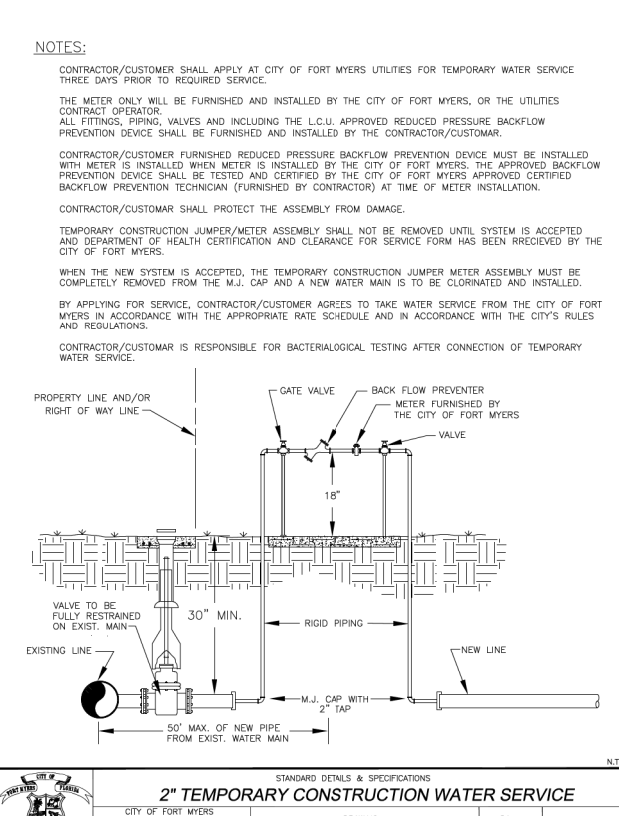 NOTES:
CONTRACTOR/CUSTOMER SHALL APPLY AT CITY OF FORT MYERS UTILITIES FOR TEMPORARY WATER SERVICE
THREE DAYS PRIOR TO REQUIRED SERVICE.
THE METER ONLY WILL BE FURNISHED AND INSTALLED BY THE CITY OF FORT MYERS, OR THE UTILITIES
CONTRACT OPERATOR.
ALL FITTINGS, PIPING, VALVES AND INCLUDING THE L.C.U. APPROVED REDUCED PRESSURE BACKFLOW
PREVENTION DEVICE SHALL BE FURNISHED AND INSTALLED BY THE CONTRACTOR/CUSTOMAR.
CONTRACTOR/CUSTOMER FURNISHED REDUCED PRESSURE BACKFLOW PREVENTION DEVICE MUST BE INSTALLED
WITH METER IS INSTALLED WHEN METER IS INSTALLED BY THE CITY OF FORT MYERS. THE APPROVED BACKFLOW
PREVENTION DEVICE SHALL BE TESTED AND CERTIFIED BY THE CITY OF FORT MYERS APPROVED CERTIFIED
BACKFLOW PREVENTION TECHNICIAN (FURNISHED BY CONTRACTOR) AT TIME OF METER INSTALLATION.
CONTRACTOR/CUSTOMAR SHALL PROTECT THE ASSEMBLY FROM DAMAGE.
TEMPORARY CONSTRUCTION JUMPER/METER ASSEMBLY SHALL NOT BE REMOVED UNTIL SYSTEM IS ACCEPTED
AND DEPARTMENT OF HEALTH CERTIFICATION AND CLEARANCE FOR SERVICE FORM HAS BEEN RRECIEVED BY THE
CITY OF FORT MYERS.
WHEN THE NEW SYSTEM IS ACCEPTED, THE TEMPORARY CONSTRUCTION JUMPER METER ASSEMBLY MUST BE
COMPLETELY REMOVED FROM THE M.J. CAP AND A NEW WATER MAIN IS TO BE CLORINATED AND INSTALLED.
BY APPLYING FOR SERVICE, CONTRACTOR/CUSTOMER AGREES TO TAKE WATER SERVICE FROM THE CITY OF FORT
MYERS IN ACCORDANCE WITH THE APPROPRIATE RATE SCHEDULE AND IN ACCORDANCE WITH THE CITY'S RULES
AND REGULATIONS.
CONTRACTOR/CUSTOMAR IS RESPONSIBLE FOR BACTERIALOGICAL TESTING AFTER CONNECTION OF TEMPORARY
WATER SERVICE.
PROPERTY LINE AND/OR
RIGHT OF WAY LINE
GATE VALVE
BACK FLOW PREVENTER
METER FURNISHED BY
THE CITY OF FORT MYERS
VALVE
18"
VALVE TO BE
FULLY RESTRAINED
ON EXIST. MAIN
30" MIN.
RIGID PIPING
EXISTING LINE
NEW LINE
M.J. CAP WITH
2" TAP
50' MAX. OF NEW PIPE
FROM EXIST. WATER MAIN
N.T
CITY OF
FORT MYERS FLORIDA
STANDARD DETAILS & SPECIFICATIONS
2" TEMPORARY CONSTRUCTION WATER SERVICE
CITY OF FORT MYERS